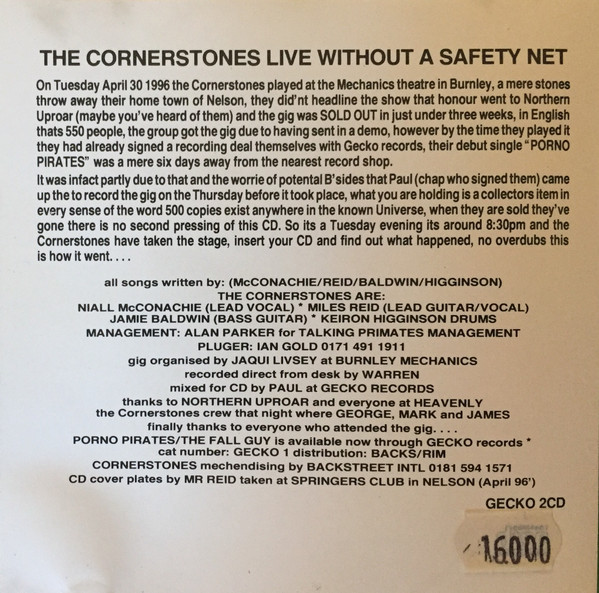 THE CORNERSTONES LIVE WITHOUT A SAFETY NET
On Tuesday April 30 1996 the Cornerstones played at the Mechanics theatre in Burnley, a mere stones
throw away their home town of Nelson, they did'nt headline the show that honour went to Northern
Uproar (maybe you've heard of them) and the gig was SOLD OUT in just under three weeks, in English
thats 550 people, the group got the gig due to having sent in a demo, however by the time they played it
they had already signed a recording deal themselves with Gecko records, their debut single "PORNO
PIRATES" was a mere six days away from the nearest record shop.
It was infact partly due to that and the worrie of potental B'sides that Paul (chap who signed them) came
up the to record the gig on the Thursday before it took place, what you are holding is a collectors item in
every sense of the word 500 copies exist anywhere in the known Universe, when they are sold they've
gone there is no second pressing of this CD. So its a Tuesday evening its around 8:30pm and the
Cornerstones have taken the stage, insert your CD and find out what happened, no overdubs this
is how it went. . . .
all songs written by: (McCONACHIE/REID/BALDWIN/HIGGINSON)
THE CORNERSTONES ARE:
NIALL McCONACHIE (LEAD VOCAL) * MILES REID (LEAD GUITAR/VOCAL)
JAMIE BALDWIN (BASS GUITAR) * KEIRON HIGGINSON DRUMS
MANAGEMENT: ALAN PARKER for TALKING PRIMATES MANAGEMENT
PLUGER: IAN GOLD 0171 491 1911
gig organised by JAQUI LIVSEY at BURNLEY MECHANICS
recorded direct from desk by WARREN
mixed for CD by PAUL at GECKO RECORDS
thanks to NORTHERN UPROAR and everyone at HEAVENLY
the Cornerstones crew that night where GEORGE, MARK and JAMES
finally thanks to everyone who attended the gig. . . .
PORNO PIRATES/THE FALL GUY is available now through GECKO records *
cat number: GECKO 1 distribution: BACKS/RIM
CORNERSTONES mechendising by BACKSTREET INTL 0181 594 1571
CD cover plates by MR REID taken at SPRINGERS CLUB in NELSON (April 96')
GECKO 2CD
16000